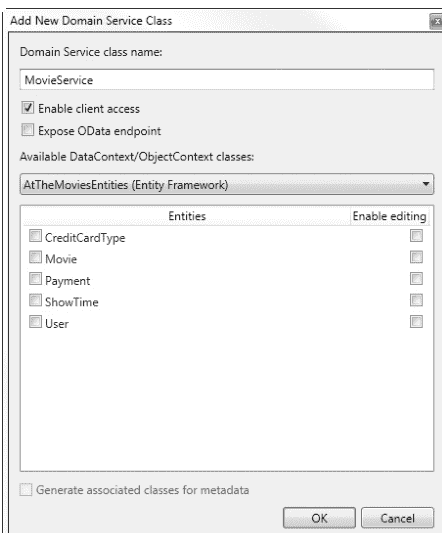 Add New Domain Service Class
Domain Service class name:
MovieService
Enable client access
Expose OData endpoint
Available DataContext/ObjectContext classes:
AtTheMoviesEntities (Entity Framework)
Entities Enable editing
CreditCardType
Movie
Payment
ShowTime
User
Generate associated classes for metadata
OK Cancel